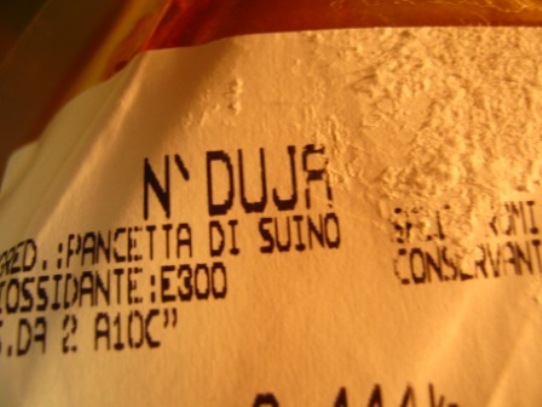 N`DUJA
GRED.:PANCETTA DI SUINO
IOSSIDANTE:E300 CONSERVANT
S.DA 2 A10C”